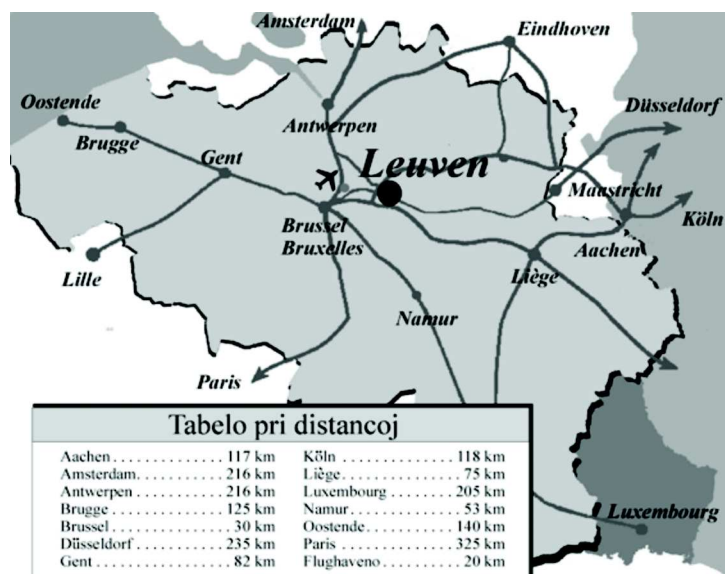 Amsterdam
Eindhoven
Oostende
Düsseldorf
Brugge
Antwerpen
Gent
Leuven
Maastricht
Brussel
Bruxelles
Köln
Aachen
Lille
Liège
Namur
Paris
Tabelo pri distancoj
Aachen ............. 117 km
Amsterdam ............. 216 km
Antwerpen ............. 216 km
Brugge ............. 125 km
Brussel ............. 30 km
Düsseldorf ............. 235 km
Gent ............. 82 km
Köln ............. 118 km
Liège ............. 75 km
Luxembourg ............. 205 km
Namur ............. 53 km
Oostende ............. 140 km
Paris ............. 325 km
Flughaveno ............. 20 km
Luxembourg